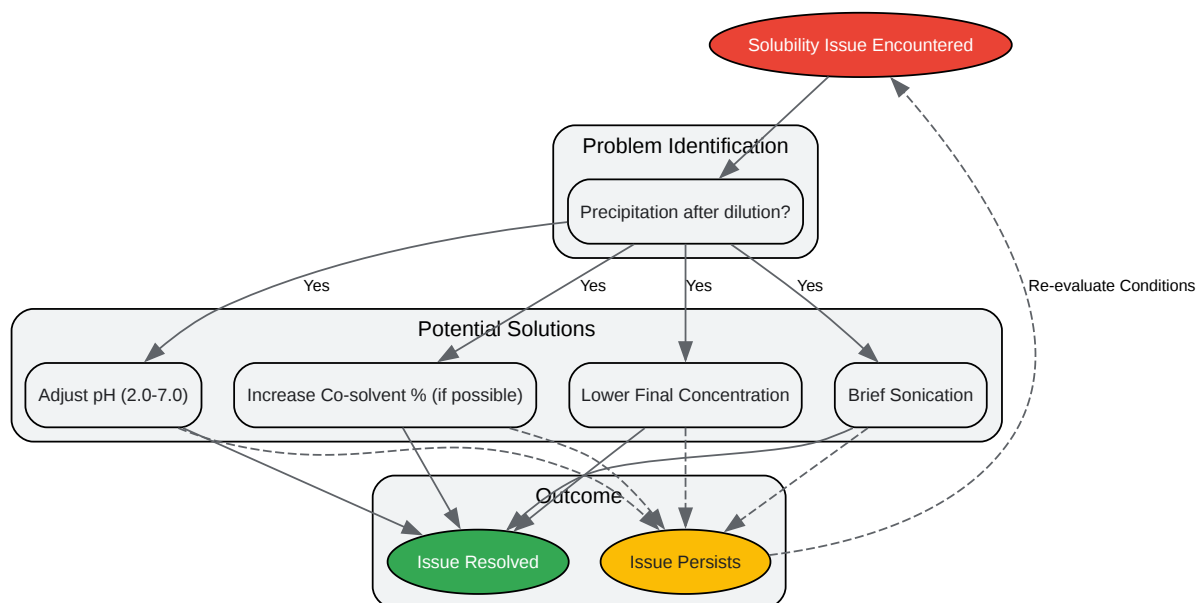 Solubility Issue Encountered
Problem Identification
Precipitation after dilution?
Yes
Yes
Yes
Yes
Re-evaluate Conditions
Potential Solutions
Adjust pH (2.0-7.0)
Increase Co-solvent % (if possible)
Lower Final Concentration
Brief Sonication
Outcome
Issue Resolved
Issue Persists